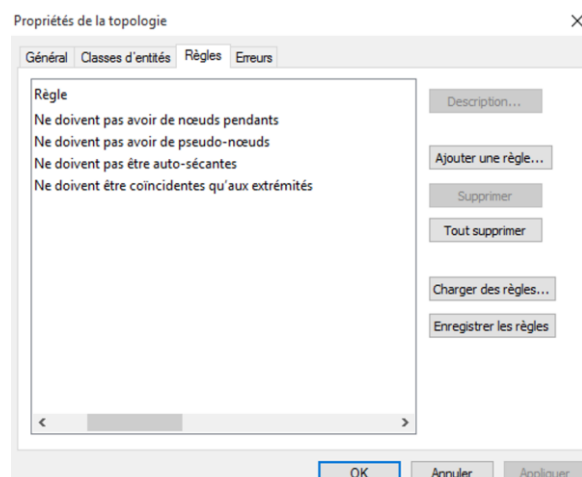 Propriétés de la topologie
Général Classes d'entités Règles Erreurs
Règle
Ne doivent pas avoir de nœuds pendants
Ne doivent pas avoir de pseudo-nœuds
Ne doivent pas être auto-sécantes
Ne doivent être coïncidentes qu'aux extrémités
Description...
Ajouter une règle...
Supprimer
Tout supprimer
Charger des règles...
Enregistrer les règles
OK Annuler Appliquer